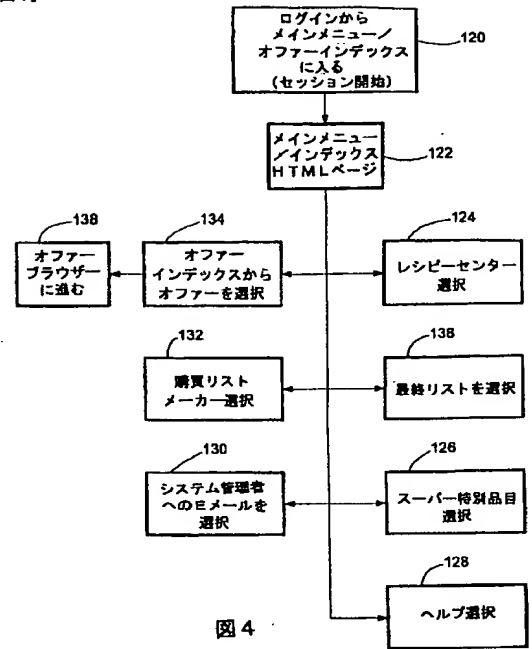 ログインから
メインメニュー／
オファーインデックス
に入る
（セッション開始）
120
メインメニュー
／インデックス
ＨＴＭＬページ
122
138
134
124
オファー
ブラウザー
に進む
オファー
インデックスから
オファーを選択
レシピーセンター
選択
132
138
購買リスト
メーカー選択
最終リストを選択
130
126
システム管理者
へのＥメールを
選択
スーパー特別品目
選択
128
ヘルプ選択
図４